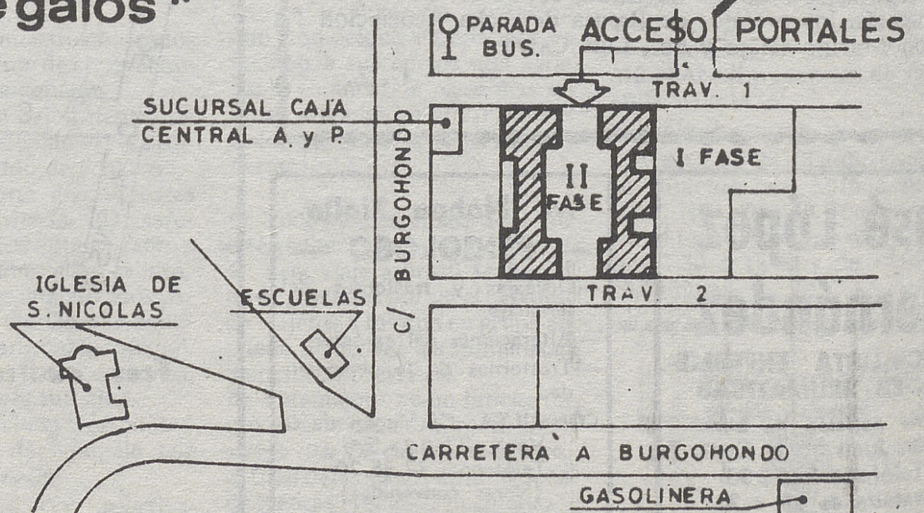 egalos"
PARADA
BUS.
ACCESO PORTALES
TRAV. 1
SUCURSAL CAJA
CENTRAL A. y P.
C/ BURGOHONDO
I FASE
II
FASE
IGLESIA DE
S. NICOLAS
ESCUELAS
TRAV. 2
CARRETERA A BURGOHONDO
GASOLINERA